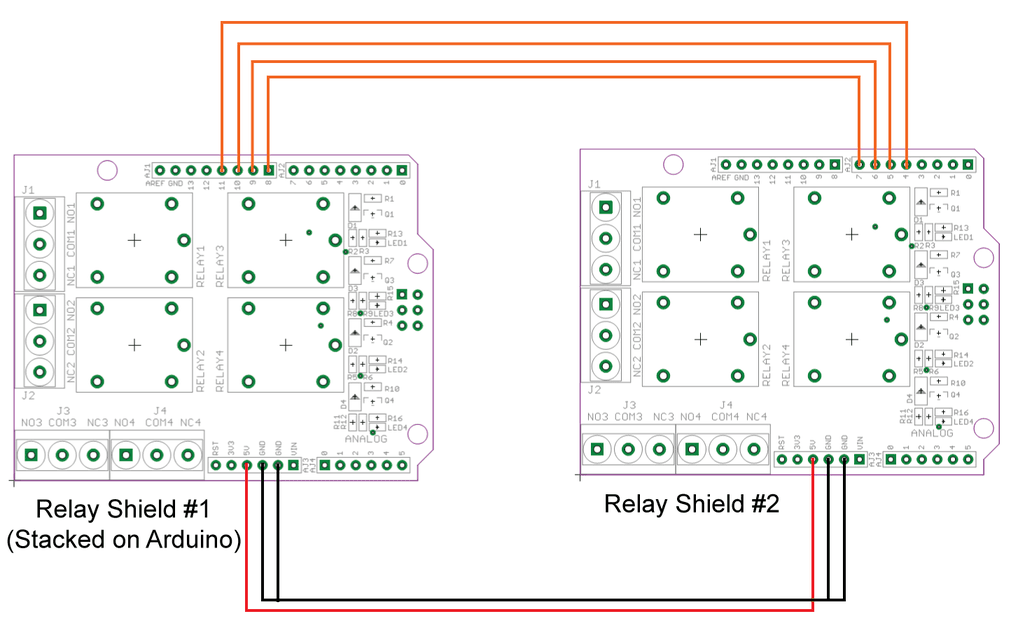 AJ1
AREF GND 13 12 11 10 9 8
AJ2
7 6 5 4 3 2 1 0
J1
NO1
COM1
NC1
NO2
COM2
NC2
J2
RELAY1
RELAY3
RELAY2
RELAY4
R1
Q1
D1
R13
LED1
R2 R3
R7
Q3
D3
R15
R8 R9 LED3
R4
Q2
D2
R14
LED2
R5 R6
R10
D4
Q4
R11
R12
R16
LED4
J3 J4
NO3 COM3 NC3 NO4 COM4 NC4
ANALOG
RST 3V3 5V GND GND VIN
AJ3
AJ4
0 1 2 3 4 5
Relay Shield #1
(Stacked on Arduino)
AJ1
AREF GND 13 12 11 10 9 8
AJ2
7 6 5 4 3 2 1 0
J1
NO1
COM1
NC1
NO2
COM2
NC2
J2
RELAY1
RELAY3
RELAY2
RELAY4
R1
Q1
D1
R13
LED1
R2 R3
R7
Q3
D3
R15
R8 R9 LED3
R4
Q2
D2
R14
LED2
R5 R6
R10
D4
Q4
R11
R12
R16
LED4
J3 J4
NO3 COM3 NC3 NO4 COM4 NC4
ANALOG
RST 3V3 5V GND GND VIN
AJ3
AJ4
0 1 2 3 4 5
Relay Shield #2